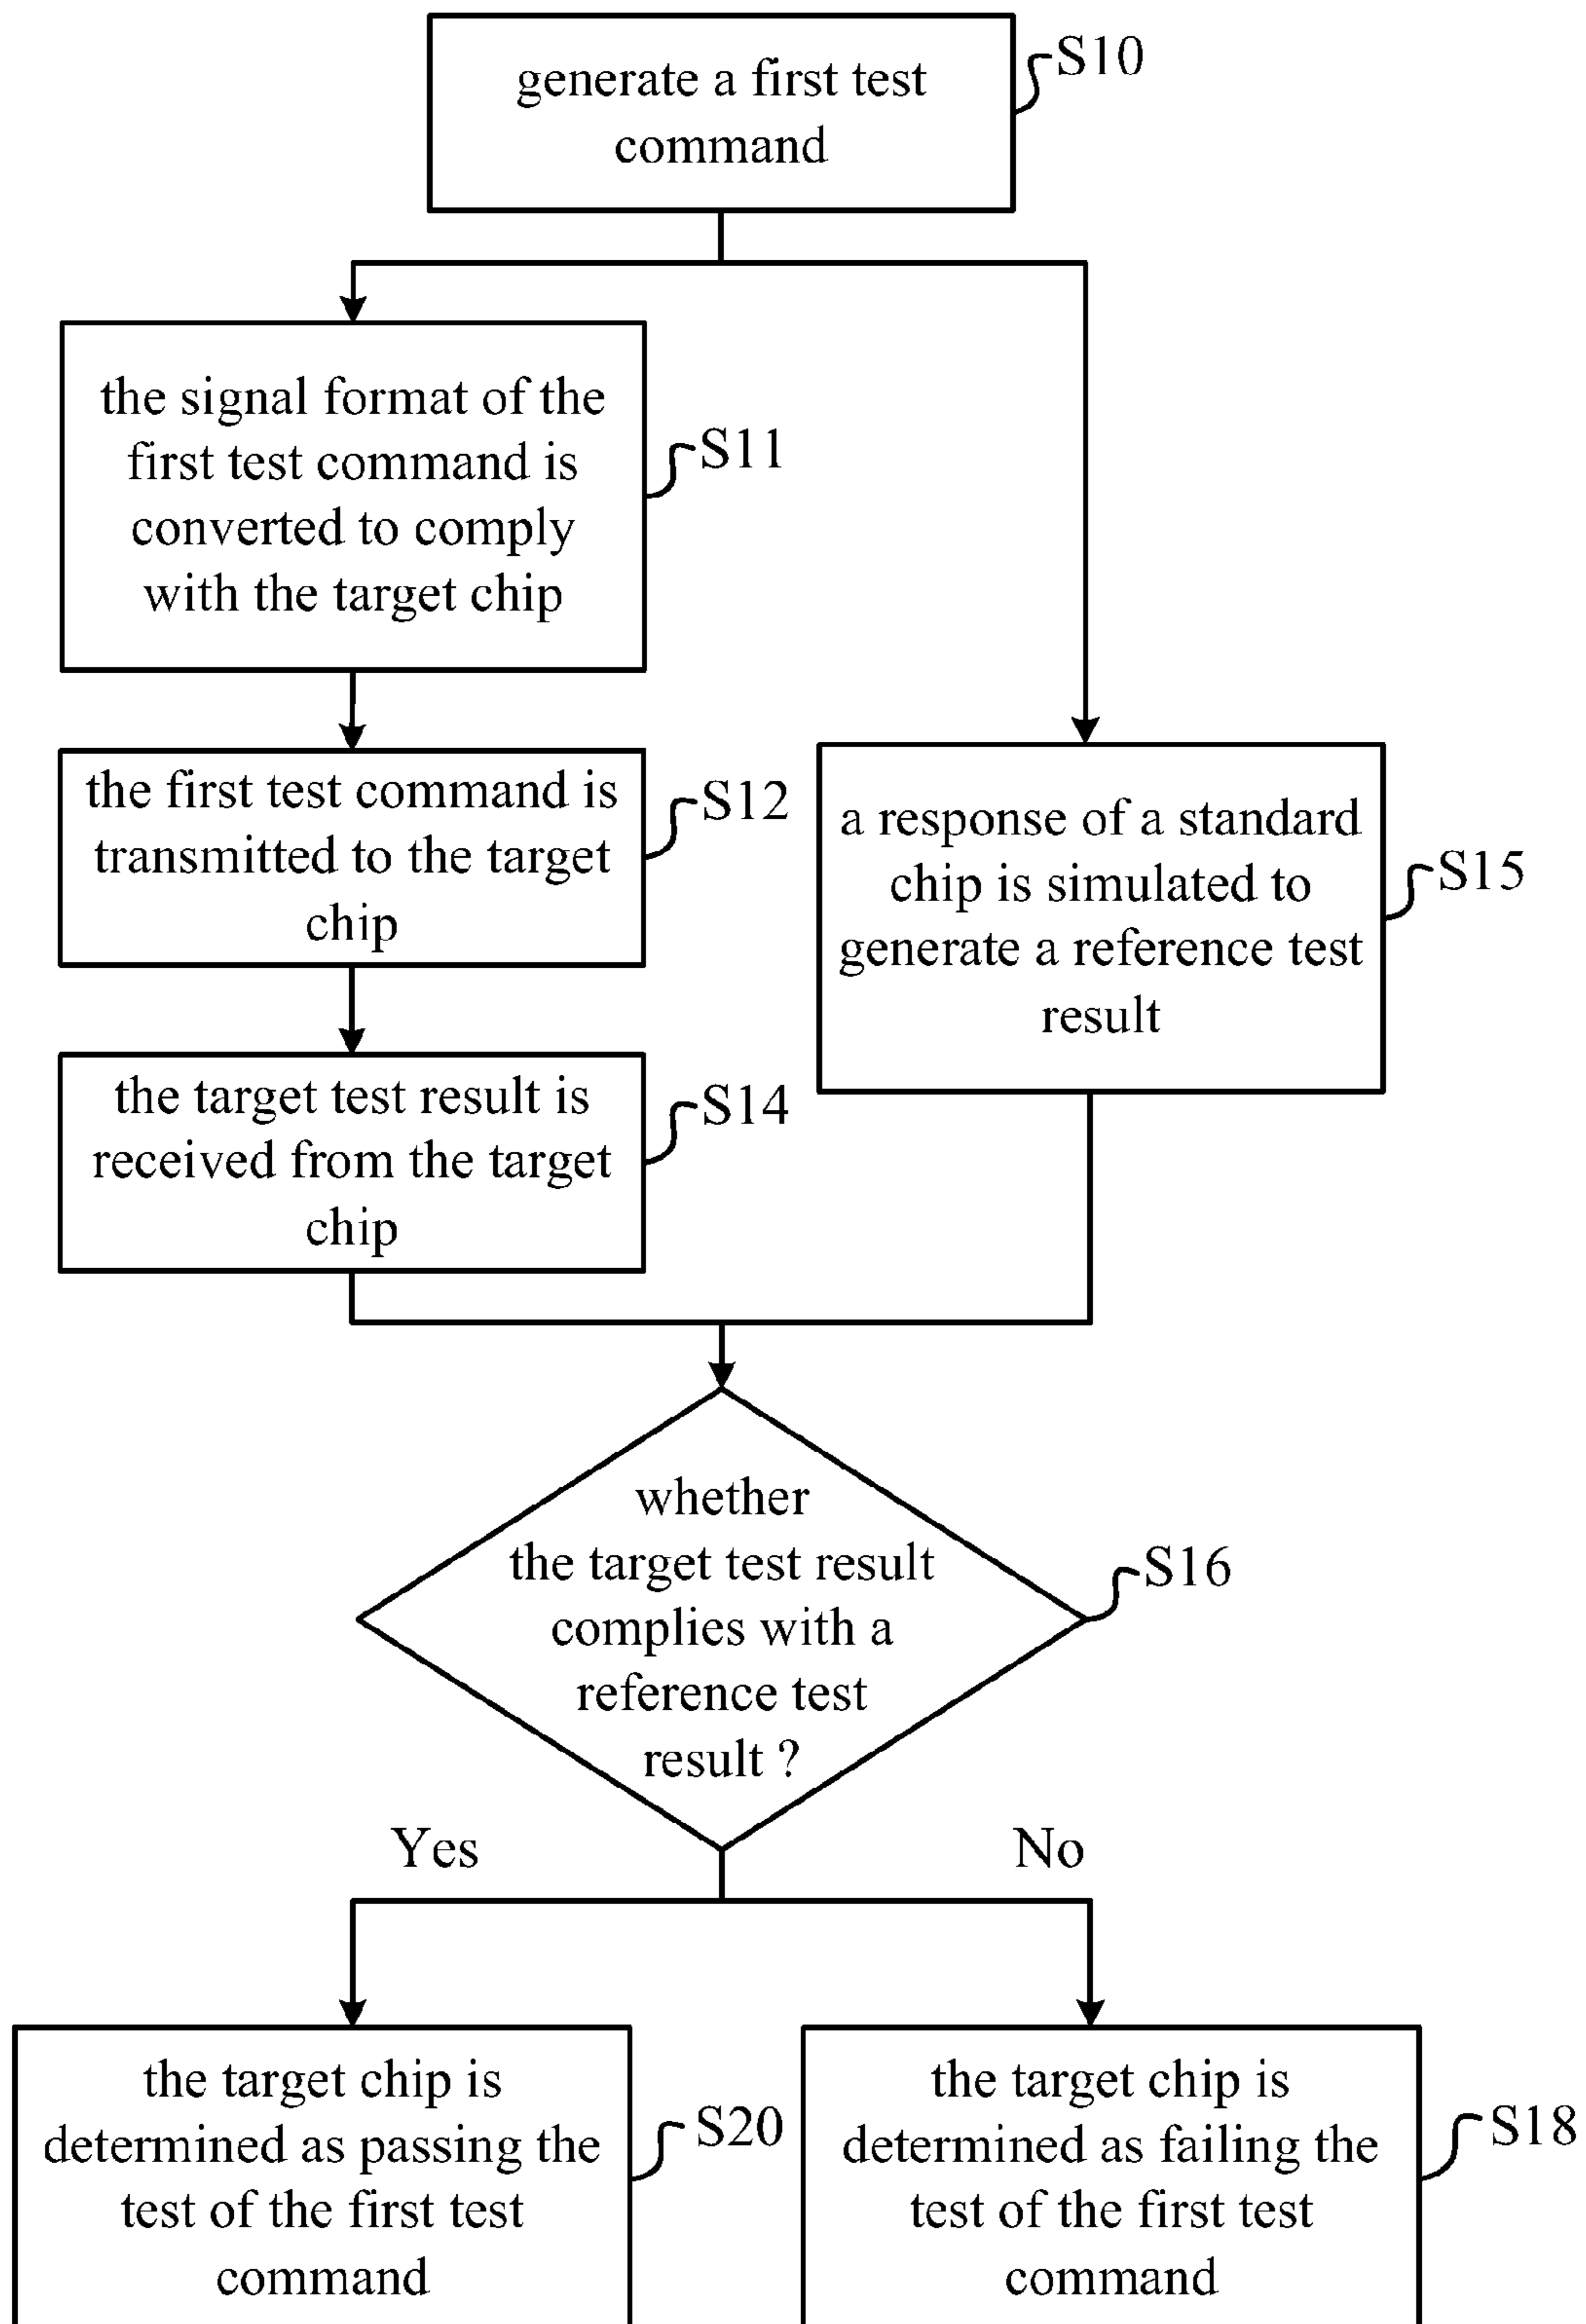 generate a first test
command
S10
the signal format of the
first test command is
converted to comply
with the target chip
S11
the first test command is
transmitted to the target
chip
S12
a response of a standard
chip is simulated to
generate a reference test
result
S15
the target test result is
received from the target
chip
S14
whether
the target test result
complies with a
reference test
result ?
S16
Yes
No
the target chip is
determined as passing the
test of the first test
command
S20
the target chip is
determined as failing the
test of the first test
command
S18